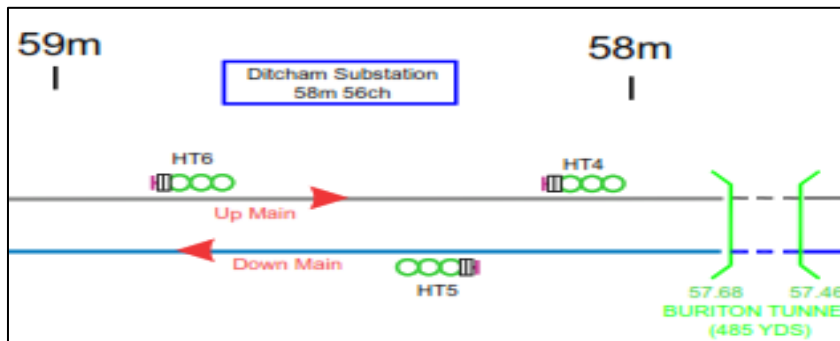 59m
58m
Ditcham Substation
58m 56ch
HT6
HT4
Up Main
Down Main
HT5
57.68
57.46
BURITON TUNNE
(485 YDS)